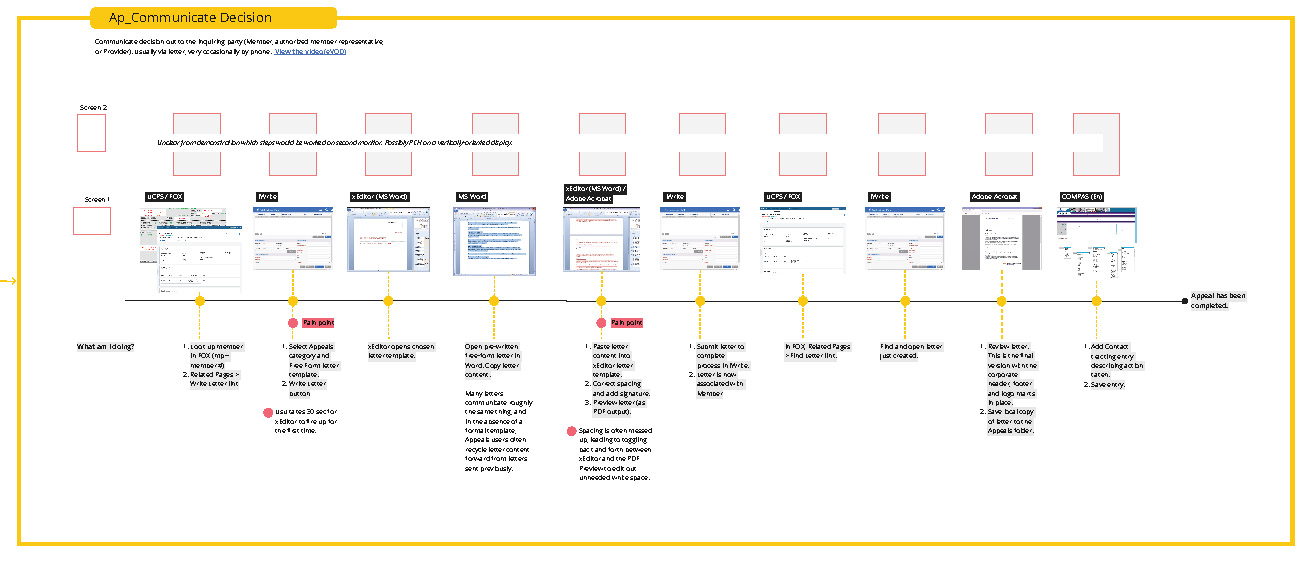 Ap_Communicate Decision
Communicate decision out to the inquiring party (Member, authorized member representative,
or Provider). Usually via letter, very occasionally by phone. View the video (eVOD)
Screen 2
Unclear from demonstration which steps would be worked on second monitor. Possibly PCH on a vertically-oriented display.
Screen 1
uCPS / FOX
iWrite
xEditor (MS Word)
MS Word
xEditor (MS Word) /
Adobe Acrobat
iWrite
uCPS / FOX
iWrite
Adobe Acrobat
COMPAS (En)
Appeal has been
completed.
Pain point
Pain point
What am I doing?
1. Look up member
in FOX (mp=
member#)
2. Related Pages >
Write Letter link
1. Select Appeals
category and
Free Form letter
template.
2. Write Letter
button
usu takes 30 sec for
xEditor to fire up for
the first time.
xEditor opens chosen
letter template.
Open pre-written
free-form letter in
Word. Copy letter
content.
Many letters
communicate roughly
the same thing, and
in the absence of a
formal template,
Appeals users often
recycle letter content
forward from letters
sent previously.
1. Paste letter
content into
xEditor letter
template.
2. Correct spacing
and add signature.
3. Preview letter (as
PDF output).
Spacing is often messed
up, leading to toggling
back and forth between
xEditor and the PDF
Preview to edit out
unneeded white space.
1. Submit letter to
complete
process in iWrite.
2. Letter is now
associated with
Member
In FOX, Related Pages
> Find Letter link.
Find and open letter
just created.
1. Review letter.
This is the final
version with the
corporate
header, footer
and logo marks
in place.
2. Save local copy
of letter to the
Appeals folder.
1. Add Contact
tracking entry
describing action
taken.
2. Save entry.